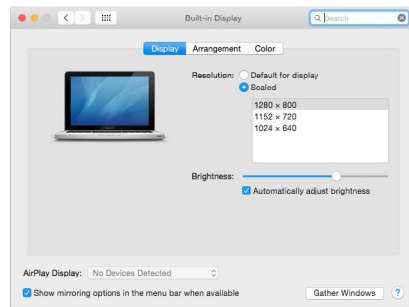 Built-in Display
Search
Display Arrangement Color
Resolution: Default for display
Scaled
1280 × 800
1152 × 720
1024 × 640
Brightness:
Automatically adjust brightness
AirPlay Display: No Devices Detected
Show mirroring options in the menu bar when available
Gather Windows ?